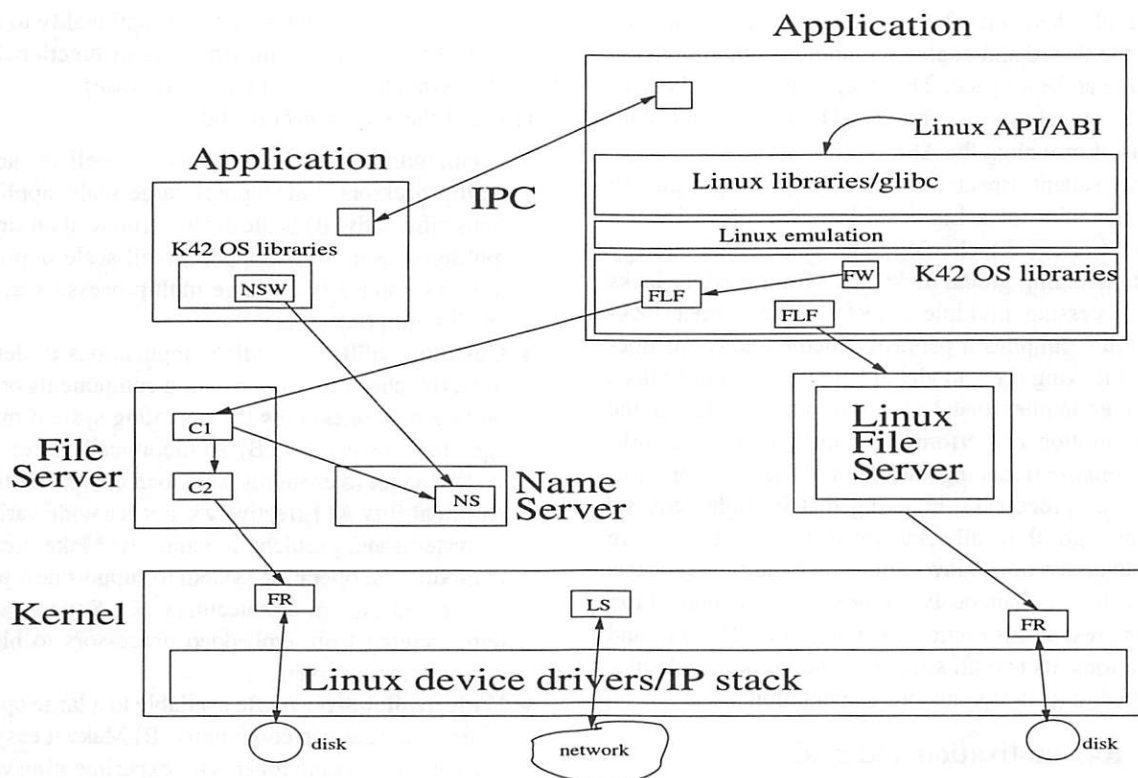 Application
Application
Linux API/ABI
IPC
Linux libraries/glibc
K42 OS libraries
Linux emulation
NSW
FW
K42 OS libraries
FLF
FLF
File
Server
C1
C2
NS
Name
Server
Linux
File
Server
Kernel
FR
LS
FR
Linux device drivers/IP stack
disk
network
disk